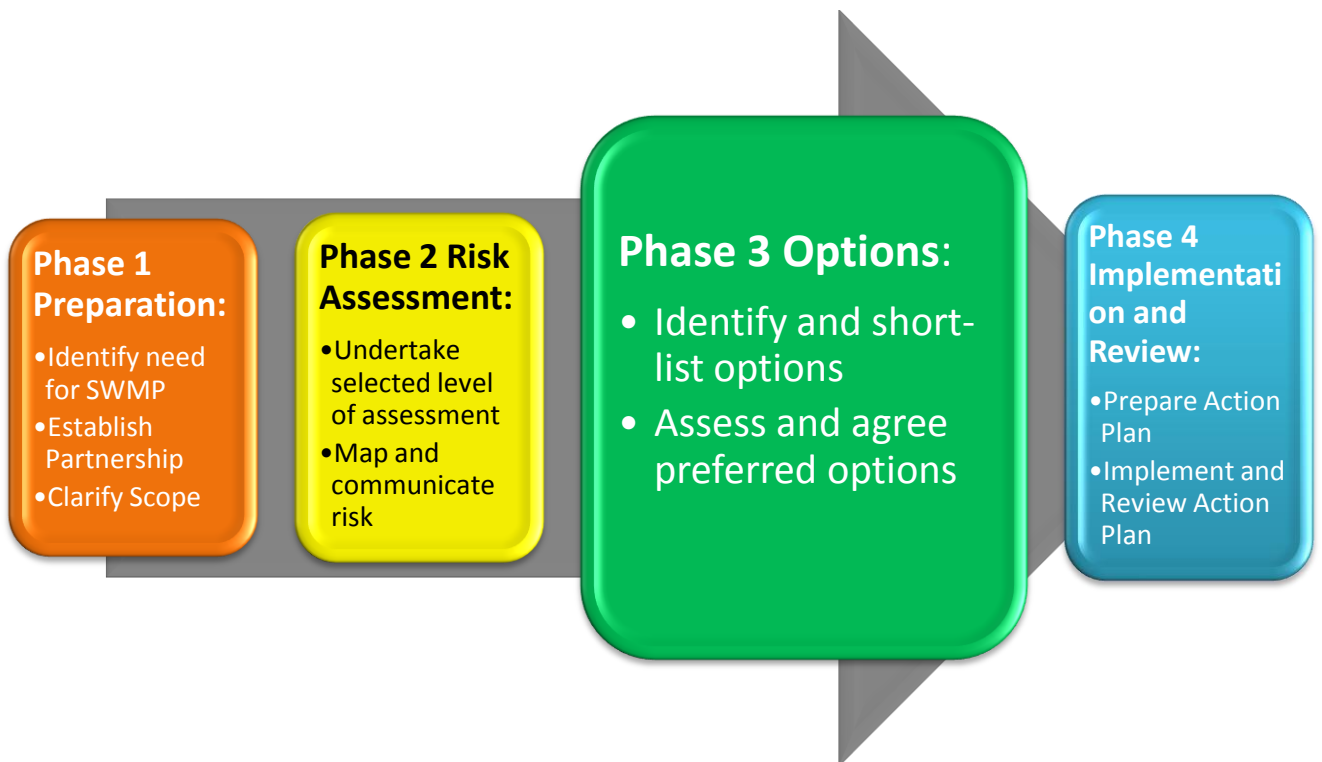 Phase 1
Preparation:
•Identify need
for SWMP
•Establish
Partnership
•Clarify Scope
Phase 2 Risk
Assessment:
•Undertake
selected level
of assessment
•Map and
communicate
risk
Phase 3 Options:
• Identify and short-
list options
• Assess and agree
preferred options
Phase 4
Implementati
on and
Review:
•Prepare Action
Plan
•Implement and
Review Action
Plan